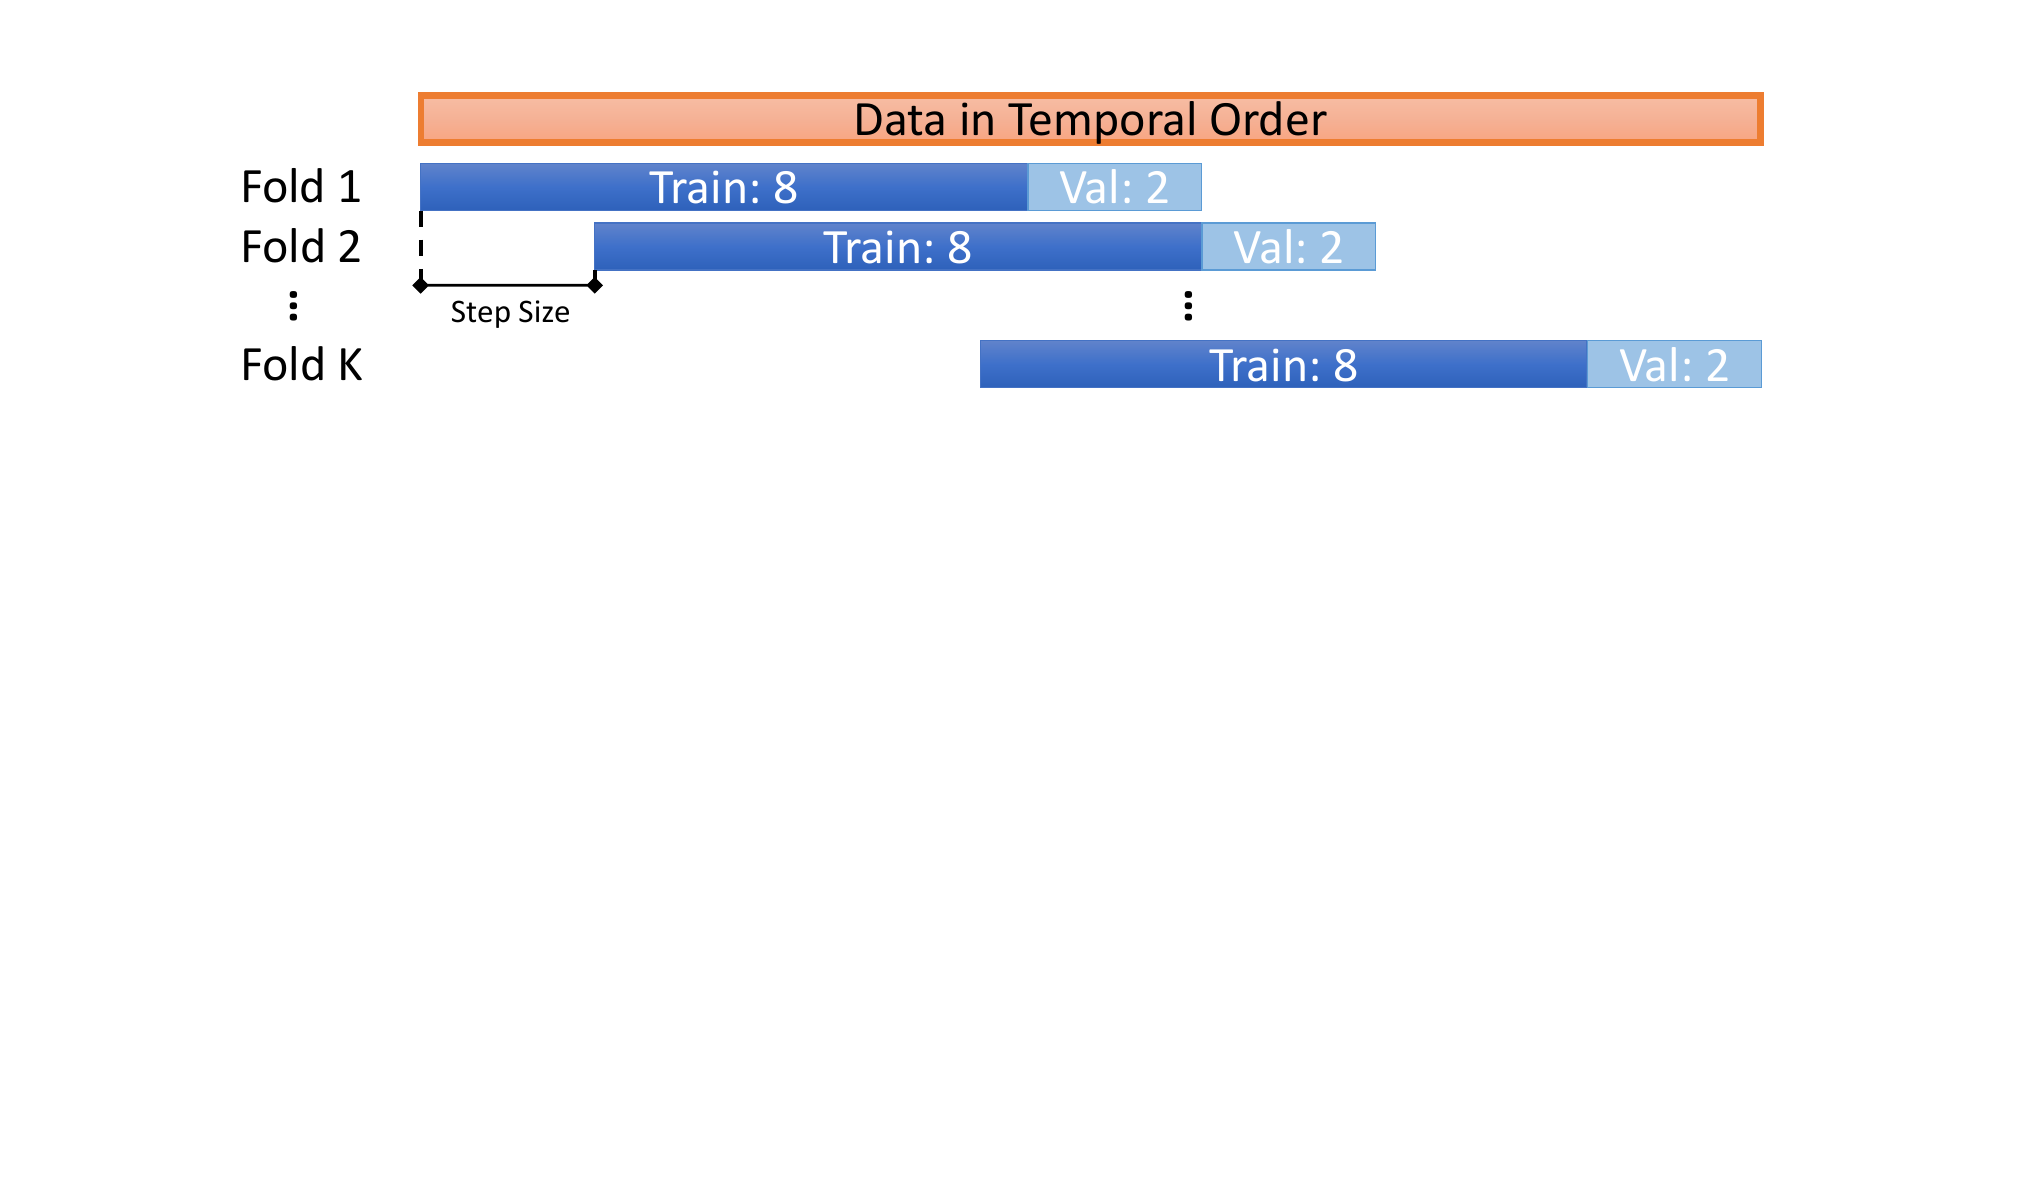 Data in Temporal Order
Fold 1 Train: 8 Val: 2
Fold 2 Train: 8 Val: 2
Step Size
Fold K Train: 8 Val: 2